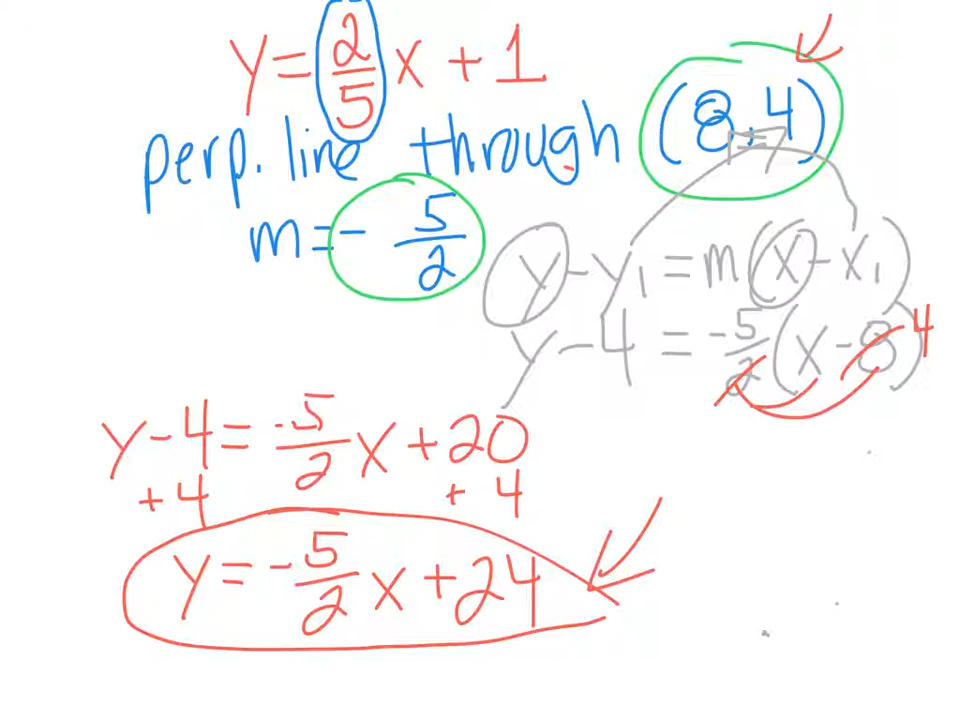 y = 2/5 x + 1
perp. line through (8, 4)
m = - 5/2
y - y₁ = m(x - x₁)
y - 4 = -5/2 (x - 8) 4
y - 4 = -5/2 x + 20
+4 + 4
y = -5/2 x + 24